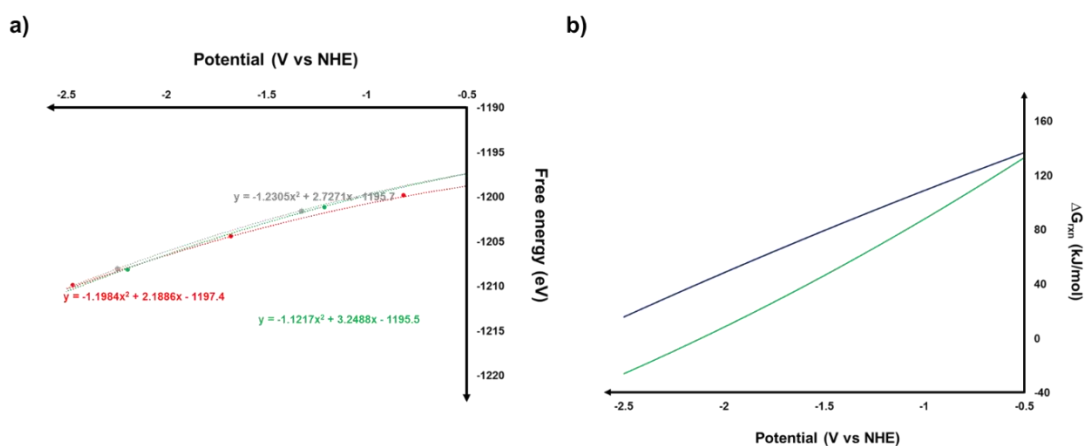 a)
Potential (V vs NHE)
-2.5 -2 -1.5 -1 -0.5
-1190
-1195
-1200
-1205
-1210
-1215
-1220
Free energy (eV)
y = -1.2305x² + 2.7271x - 1195.7
y = -1.1984x² + 2.1886x - 1197.4
y = -1.1217x² + 3.2488x - 1195.5
b)
160
120
80
40
0
-40
ΔGrxn (kJ/mol)
-2.5 -2 -1.5 -1 -0.5
Potential (V vs NHE)